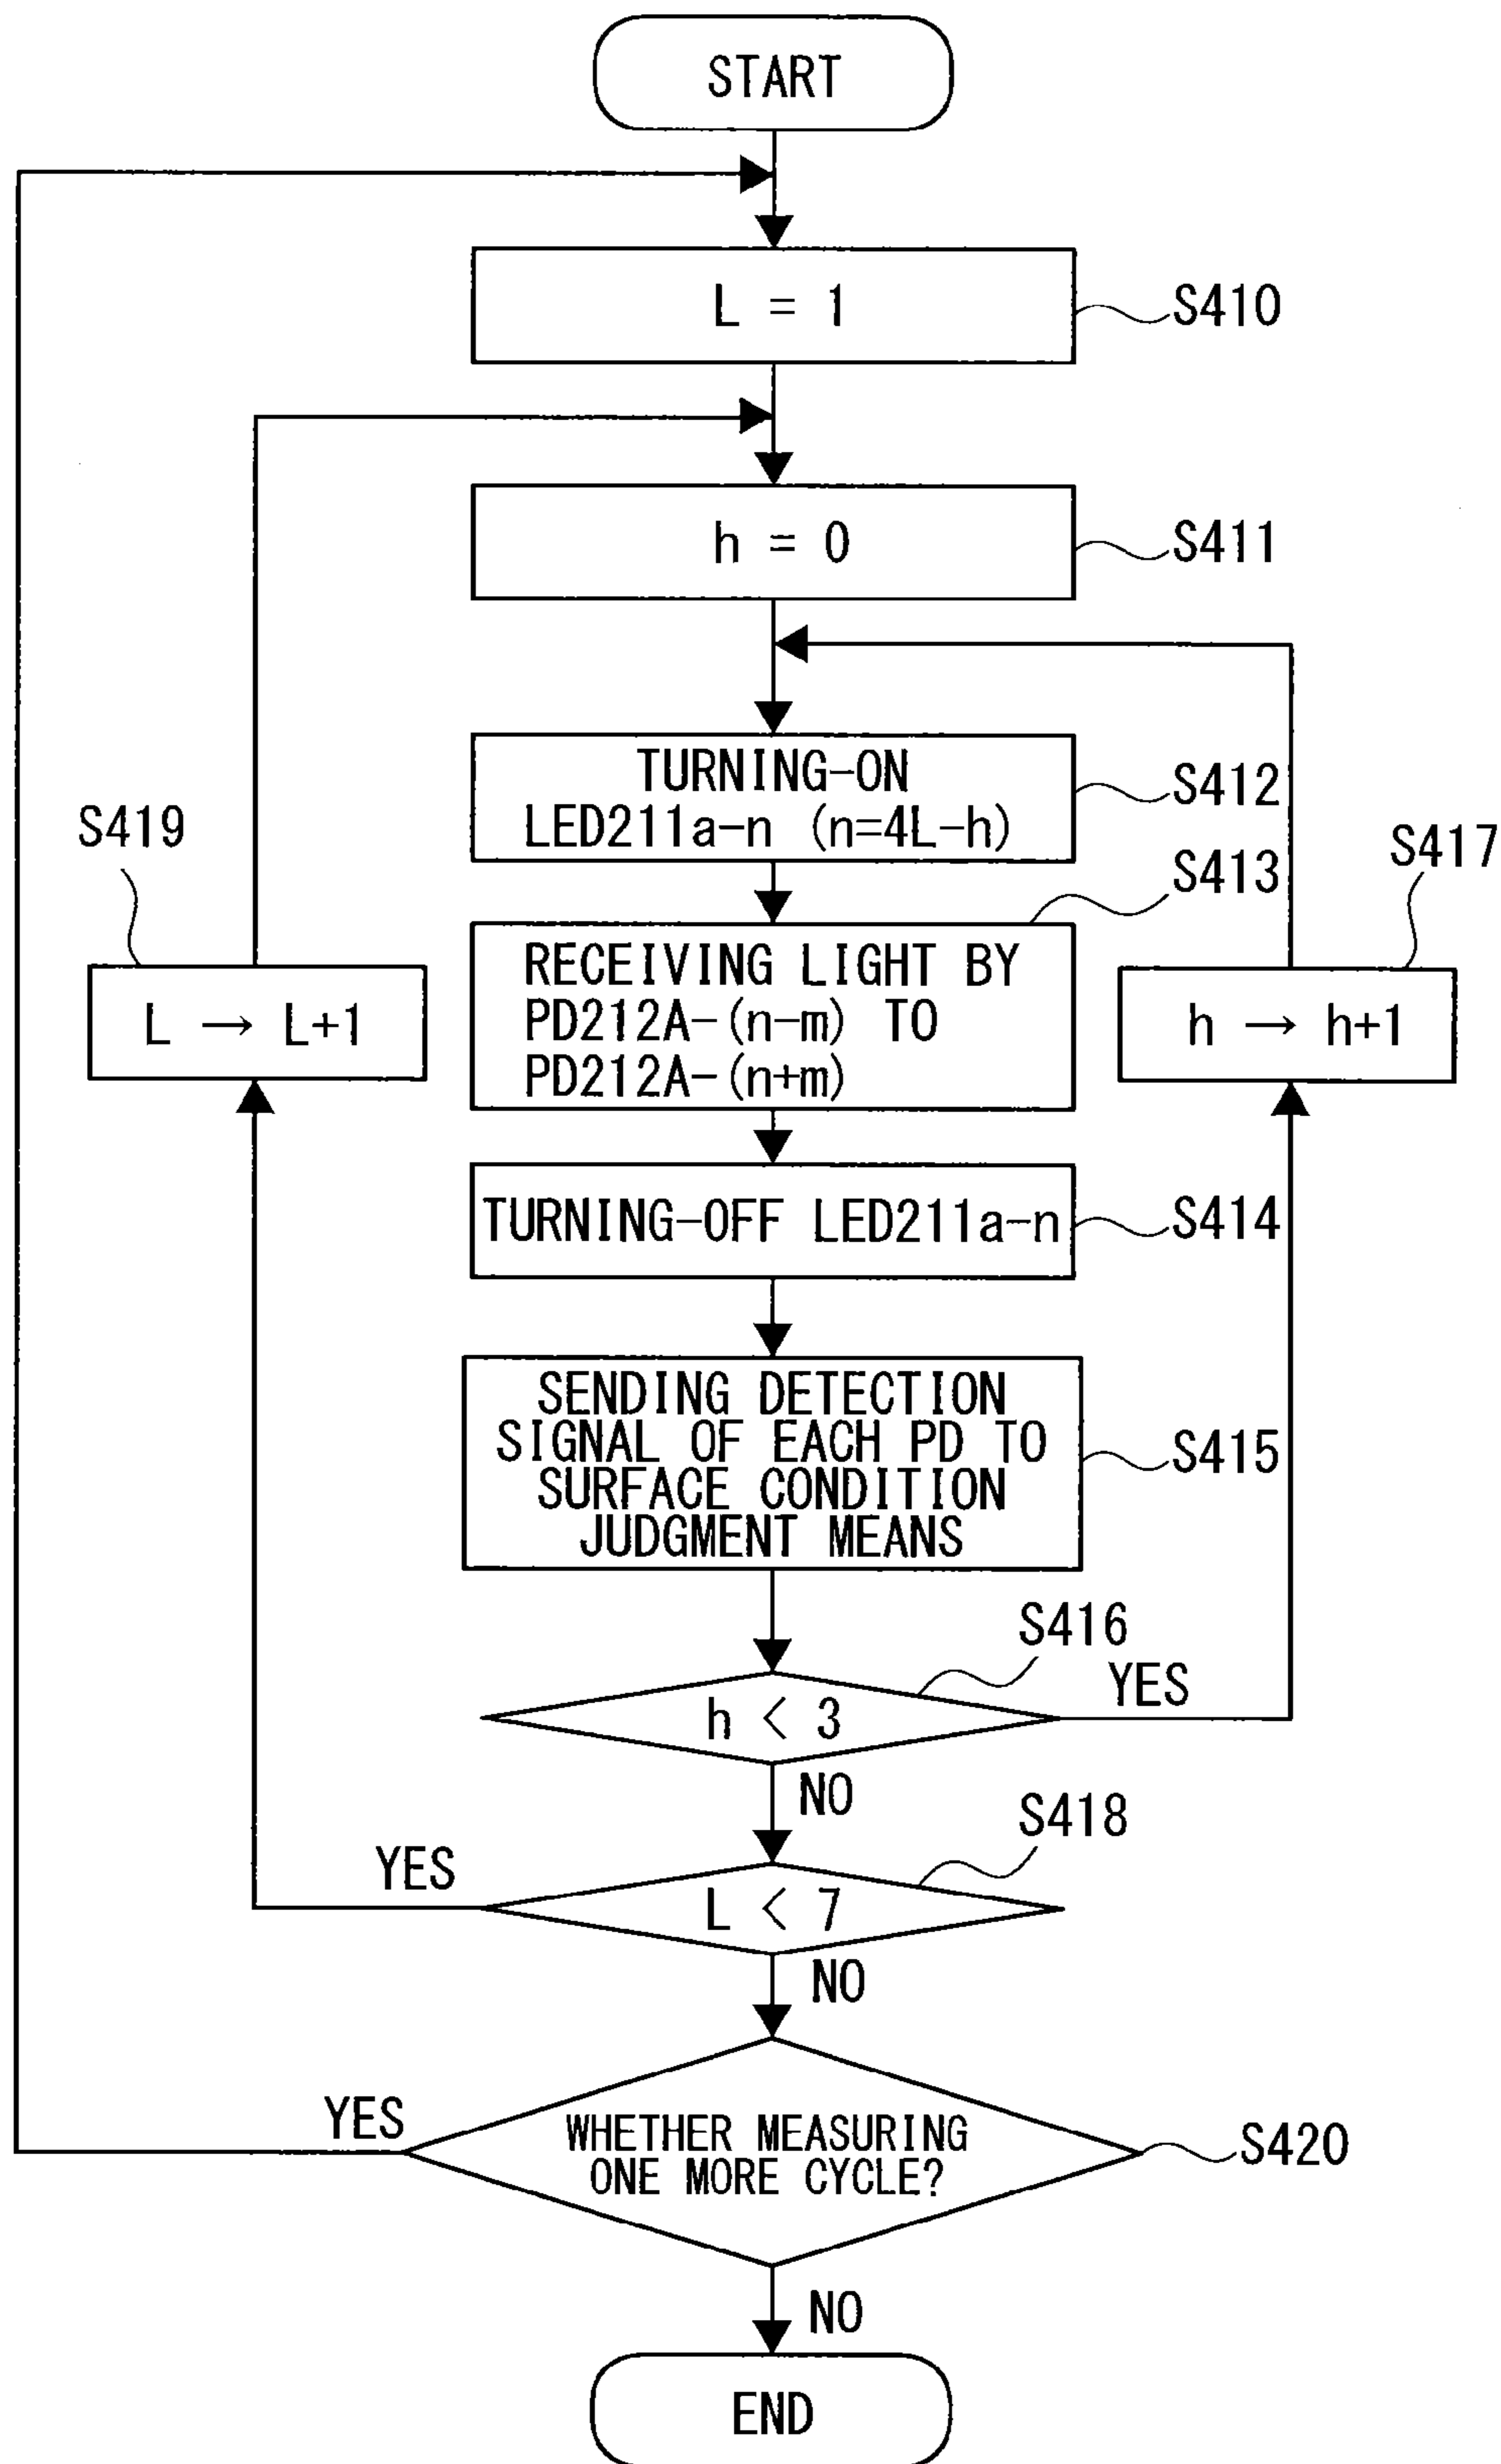 START
L = 1
S410
h = 0
S411
TURNING-ON
LED211a-n (n=4L-h)
S412
RECEIVING LIGHT BY
PD212A-(n-m) TO
PD212A-(n+m)
S413
S419
L → L+1
S417
h → h+1
TURNING-OFF LED211a-n
S414
SENDING DETECTION
SIGNAL OF EACH PD TO
SURFACE CONDITION
JUDGMENT MEANS
S415
S416
h < 3
YES
NO
S418
YES
L < 7
NO
YES
WHETHER MEASURING
ONE MORE CYCLE?
S420
NO
END